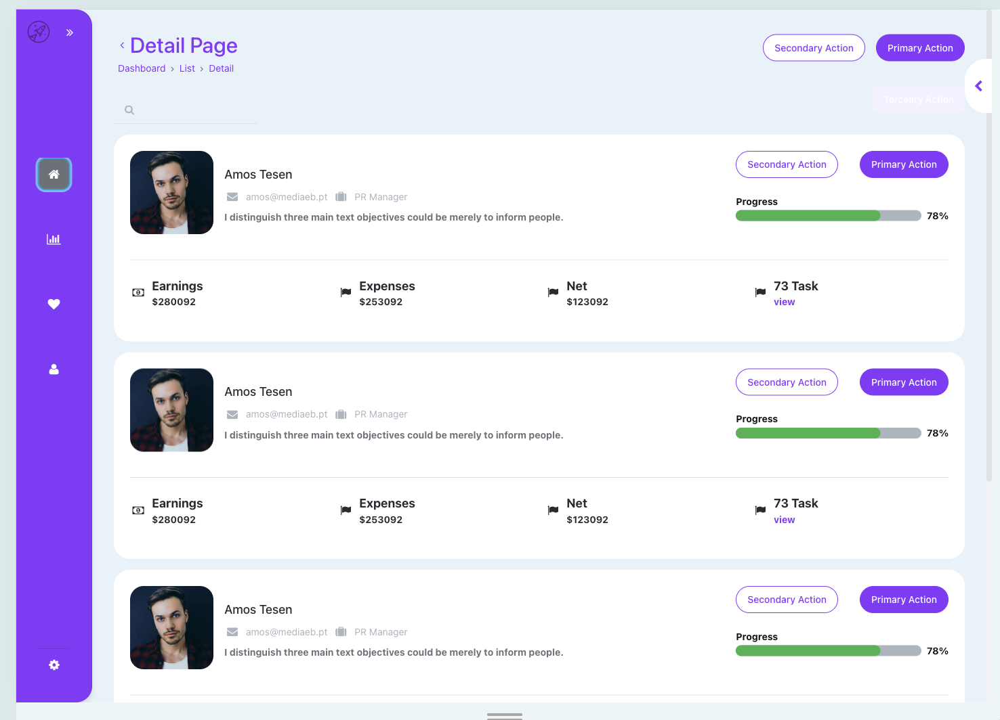 Detail Page
Secondary Action
Primary Action
Dashboard › List › Detail
Terceary Action
Amos Tesen
amos@mediaeb.pt PR Manager
I distinguish three main text objectives could be merely to inform people.
Secondary Action
Primary Action
Progress
78%
Earnings
$280092
Expenses
$253092
Net
$123092
73 Task
view
Amos Tesen
amos@mediaeb.pt PR Manager
I distinguish three main text objectives could be merely to inform people.
Secondary Action
Primary Action
Progress
78%
Earnings
$280092
Expenses
$253092
Net
$123092
73 Task
view
Amos Tesen
amos@mediaeb.pt PR Manager
I distinguish three main text objectives could be merely to inform people.
Secondary Action
Primary Action
Progress
78%